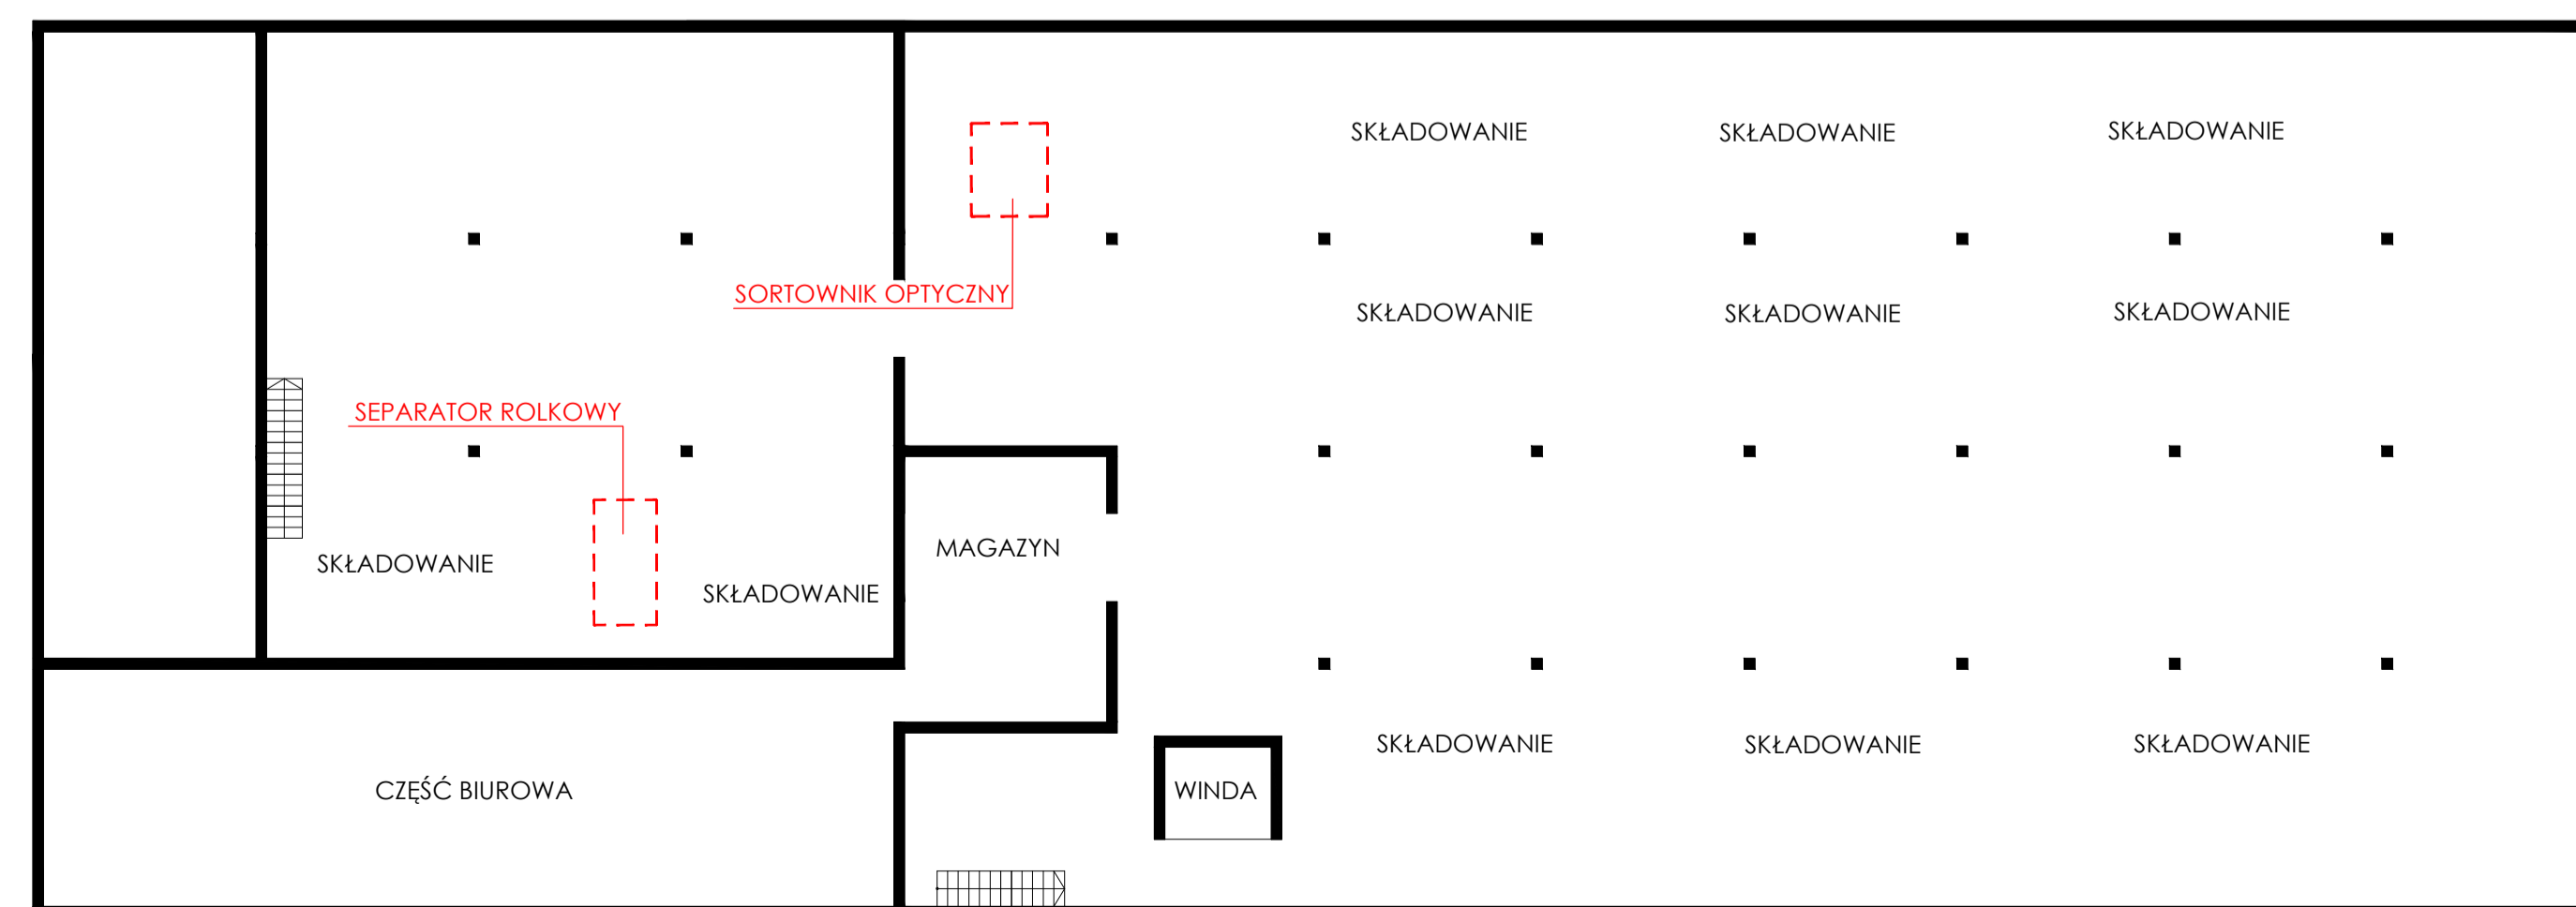 SKŁADOWANIE
SKŁADOWANIE
SKŁADOWANIE
SORTOWNIK OPTYCZNY
SKŁADOWANIE
SKŁADOWANIE
SKŁADOWANIE
SEPARATOR ROLKOWY
SKŁADOWANIE
SKŁADOWANIE
MAGAZYN
SKŁADOWANIE
SKŁADOWANIE
SKŁADOWANIE
CZĘŚĆ BIUROWA
WINDA